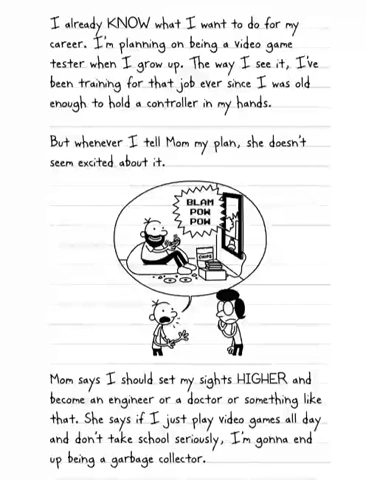 I already KNOW what I want to do for my
career. I'm planning on being a video game
tester when I grow up. The way I see it, I've
been training for that job ever since I was old
enough to hold a controller in my hands.
But whenever I tell Mom my plan, she doesn't
seem excited about it.
BLAM
POW
POW
CHIPS
Mom says I should set my sights HIGHER and
become an engineer or a doctor or something like
that. She says if I just play video games all day
and don't take school seriously, I'm gonna end
up being a garbage collector.